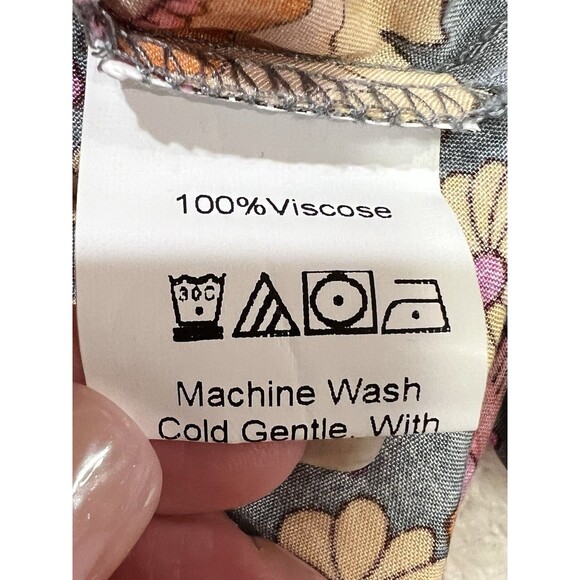 100%Viscose
30C
Machine Wash
Cold Gentle, With